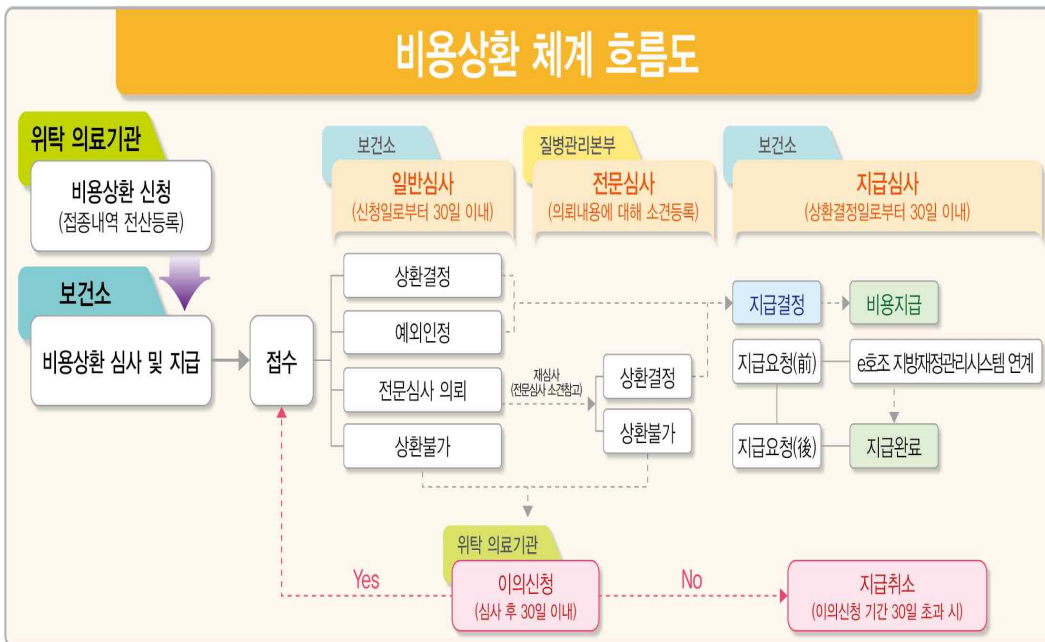 비용상환 체계 흐름도
위탁 의료기관
비용상환 신청
(접종내역 전산등록)
보건소
비용상환 심사 및 지급
접수
보건소
일반심사
(신청일로부터 30일 이내)
상환결정
예외인정
전문심사 의뢰
상환불가
질병관리본부
전문심사
(의뢰내용에 대해 소견등록)
재심사
(전문심사 소견참고)
상환결정
상환불가
보건소
지급심사
(상환결정일로부터 30일 이내)
지급결정
비용지급
지급요청(前)
e호조 지방재정관리시스템 연계
지급요청(後)
지급완료
위탁 의료기관
이의신청
(심사 후 30일 이내)
Yes
No
지급취소
(이의신청 기간 30일 초과 시)